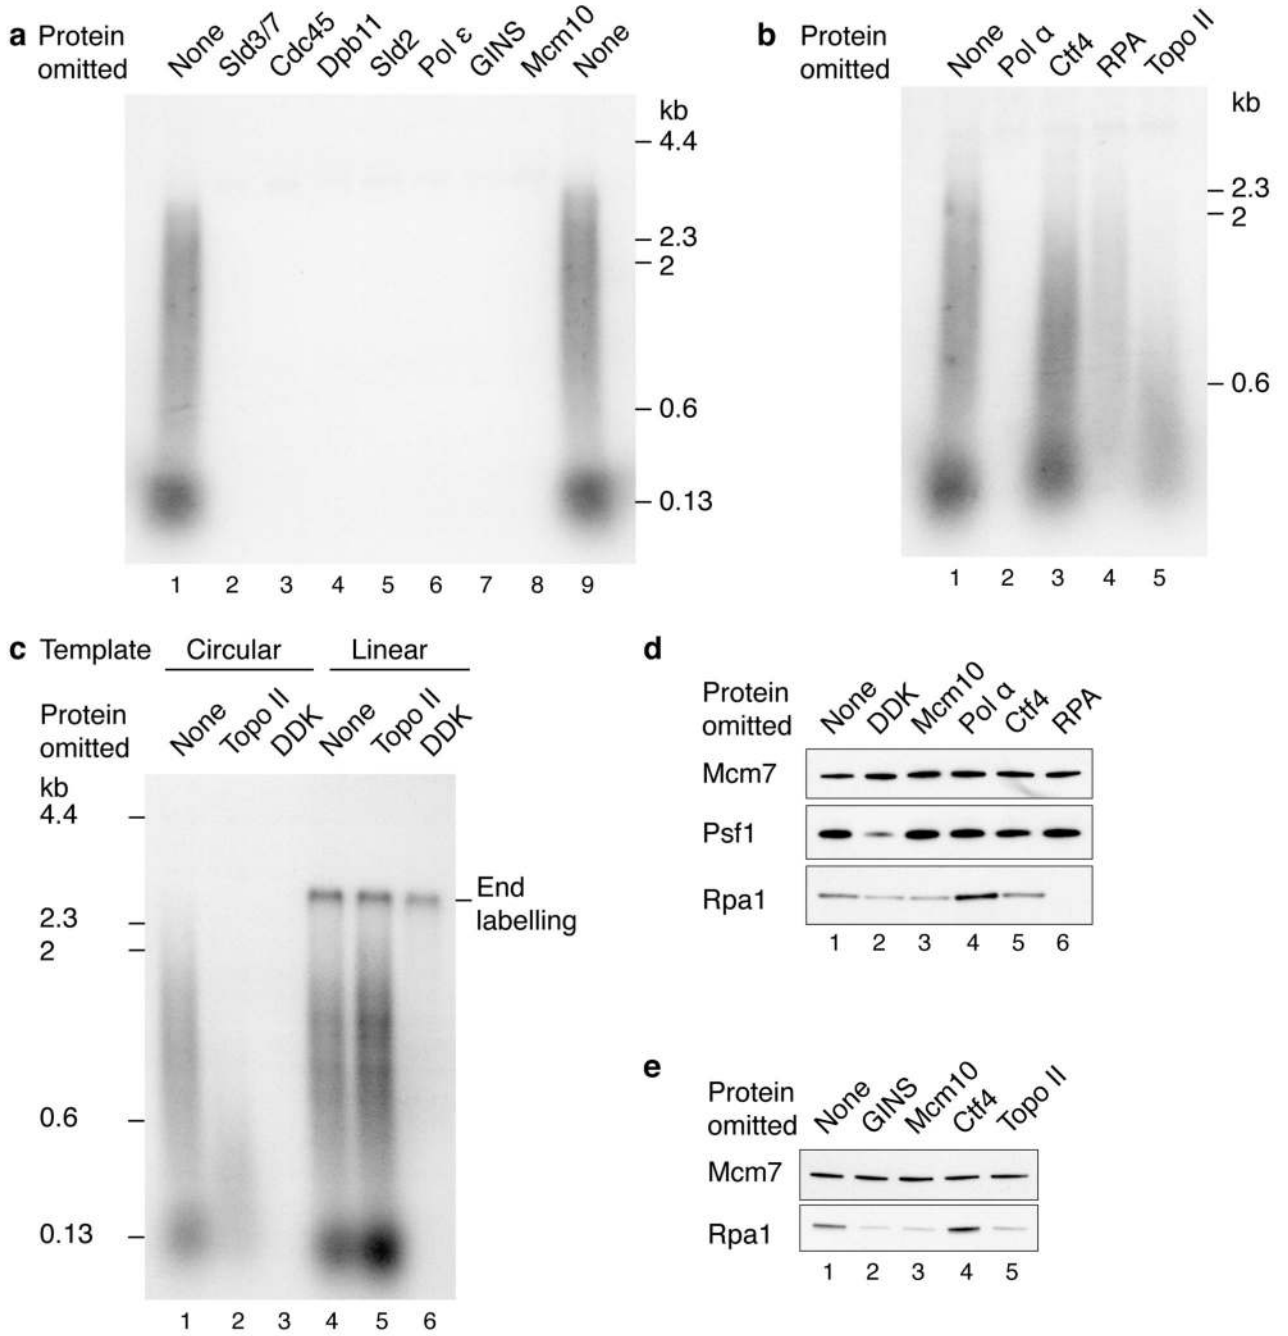 a Protein omitted None Sld3/7 Cdc45 Dpb11 Sld2 Pol ε GINS Mcm10 None
kb
4.4
2.3
2
0.6
0.13
1 2 3 4 5 6 7 8 9
b Protein omitted None Pol α Ctf4 RPA Topo II
kb
2.3
2
0.6
1 2 3 4 5
c Template Circular Linear
Protein omitted None Topo II DDK None Topo II DDK
kb
4.4
2.3
2
0.6
0.13
End
labelling
1 2 3 4 5 6
d
Protein omitted None DDK Mcm10 Pol α Ctf4 RPA
Mcm7
Psf1
Rpa1
1 2 3 4 5 6
e
Protein omitted None GINS Mcm10 Ctf4 Topo II
Mcm7
Rpa1
1 2 3 4 5